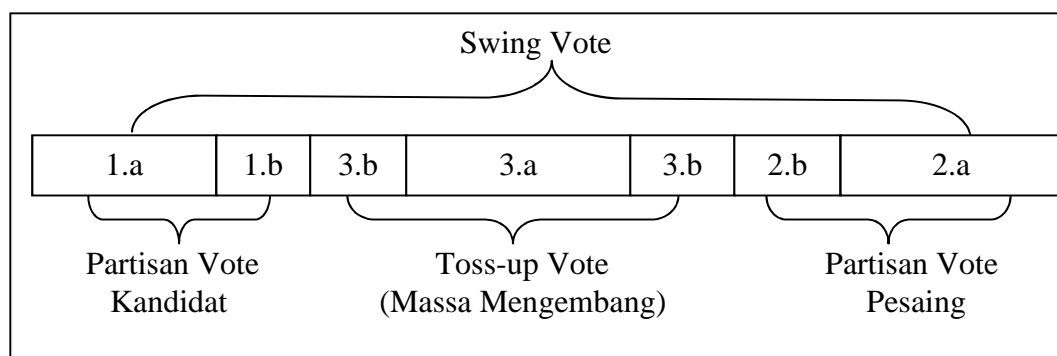 Swing Vote
1.a 1.b 3.b 3.a 3.b 2.b 2.a
Partisan Vote
Kandidat
Toss-up Vote
(Massa Mengembang)
Partisan Vote
Pesaing